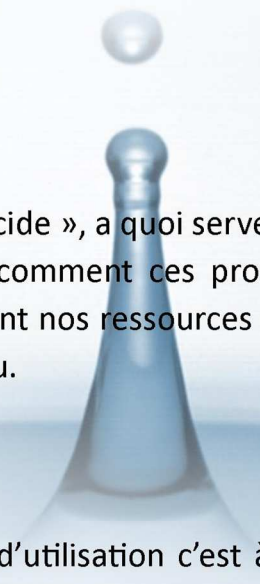 cide », a quoi serve
comment ces pro
nt nos ressources
u.
d'utilisation c'est à